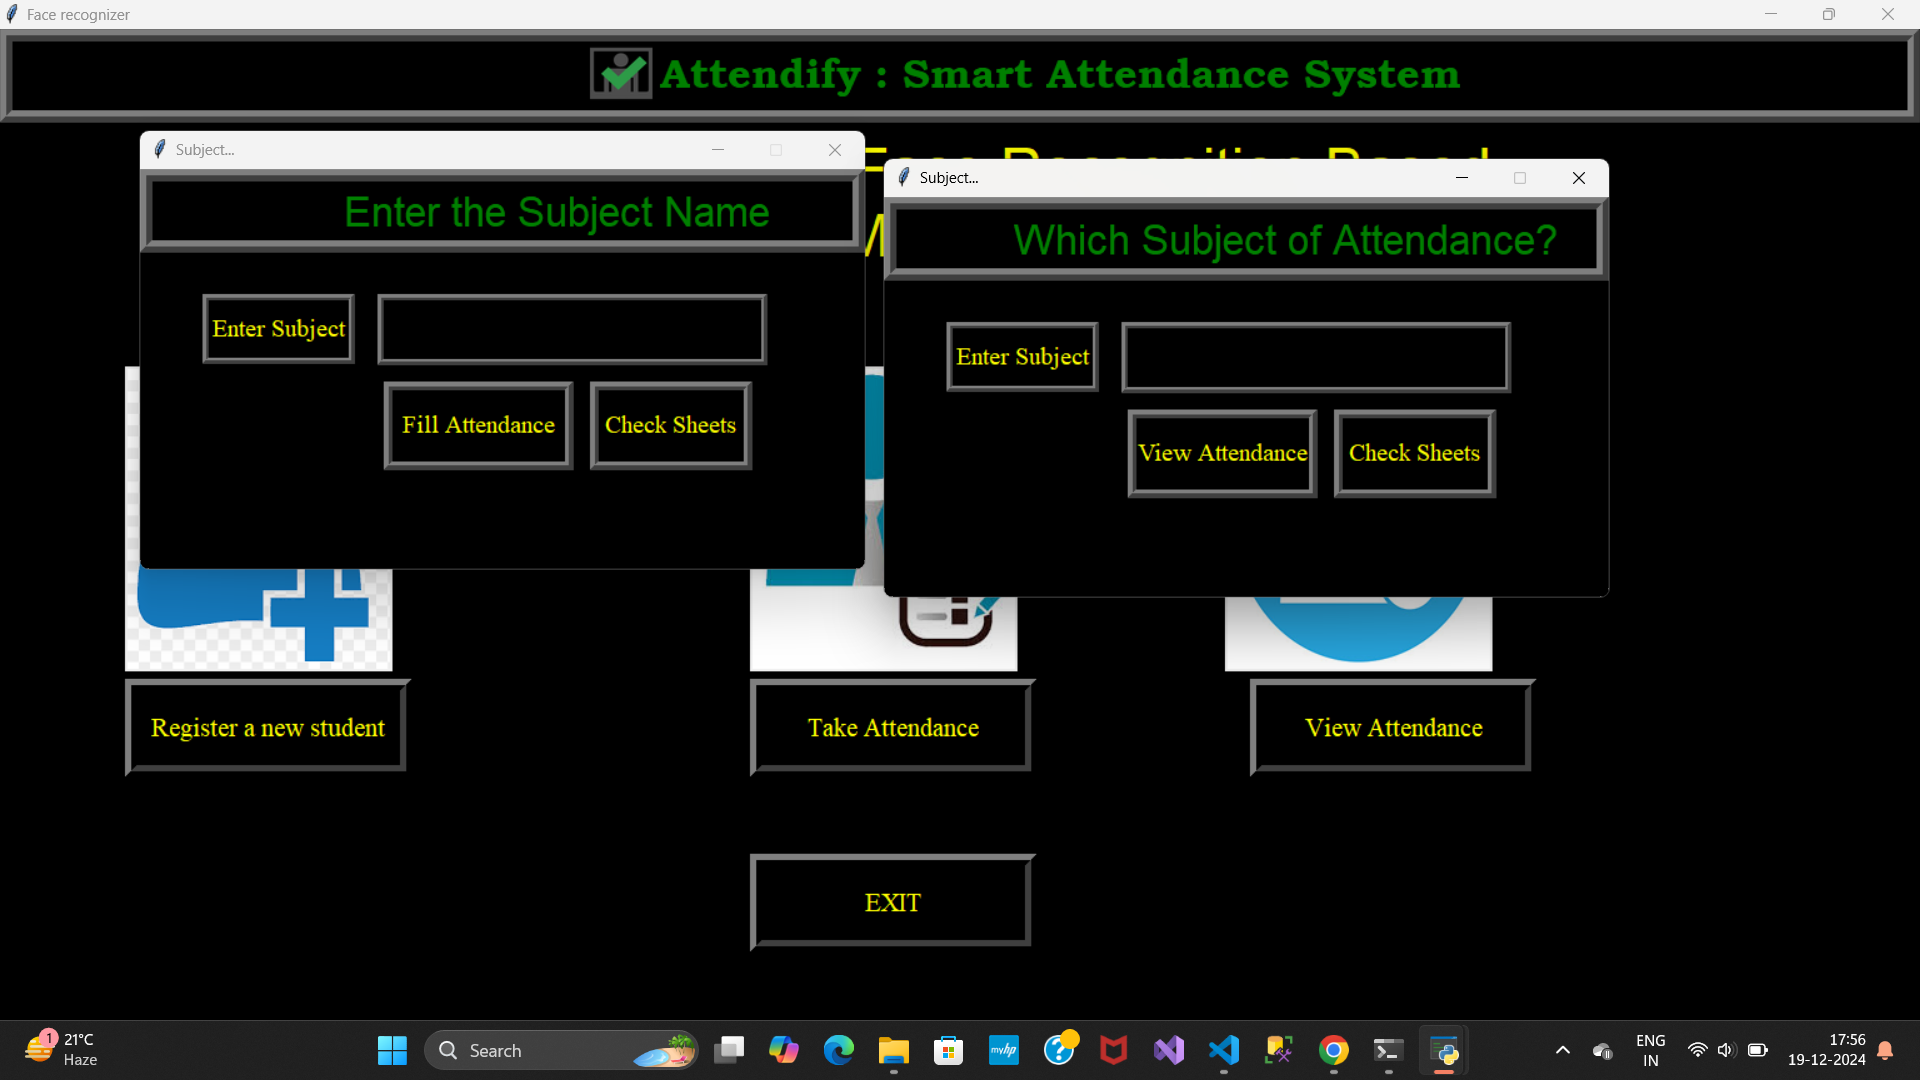 Face recognizer
Attendify : Smart Attendance System
Subject...
Enter the Subject Name
Enter Subject
Fill Attendance
Check Sheets
Subject...
Which Subject of Attendance?
Enter Subject
View Attendance
Check Sheets
Register a new student
Take Attendance
View Attendance
EXIT
1
21°C
Haze
Search
myhp
ENG
IN
17:56
19-12-2024